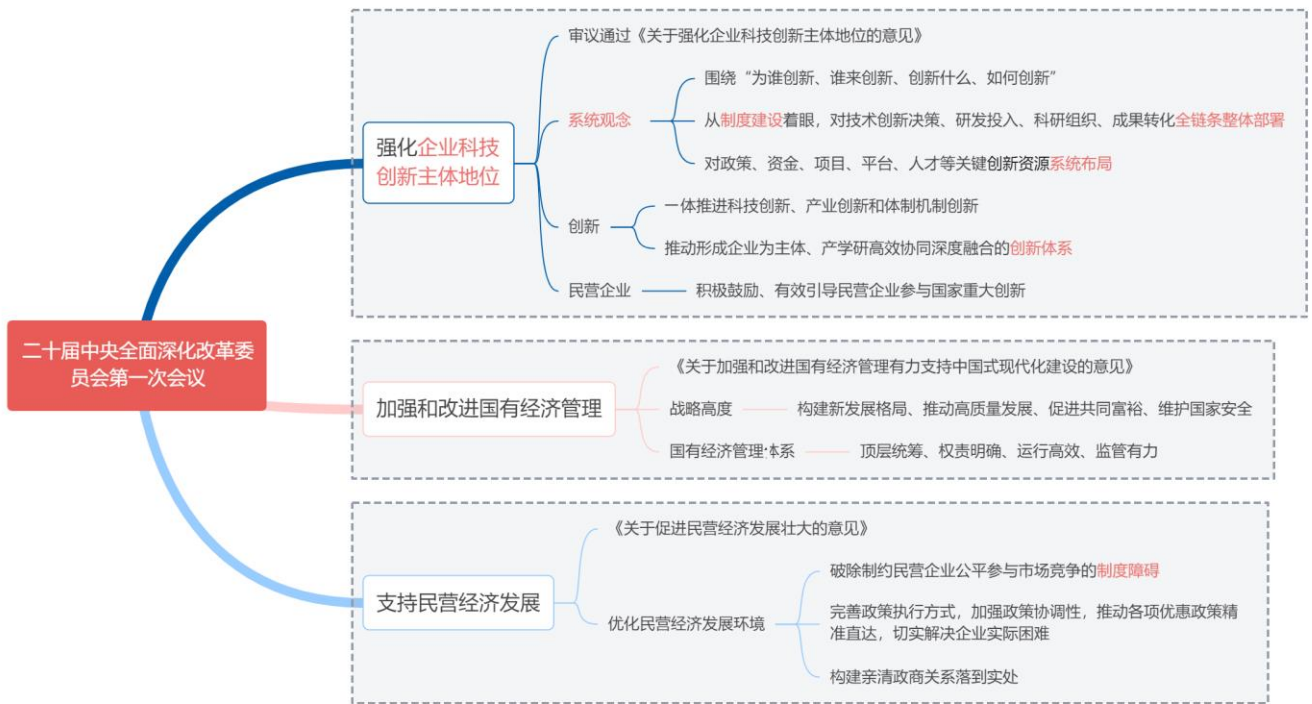 二十届中央全面深化改革委
员会第一次会议
强化企业科技
创新主体地位
审议通过《关于强化企业科技创新主体地位的意见》
系统观念
围绕“为谁创新、谁来创新、创新什么、如何创新”
从制度建设着眼，对技术创新决策、研发投入、科研组织、成果转化全链条整体部署
对政策、资金、项目、平台、人才等关键创新资源系统布局
创新
一体推进科技创新、产业创新和体制机制创新
推动形成企业为主体、产学研高效协同深度融合的创新体系
民营企业
积极鼓励、有效引导民营企业参与国家重大创新
加强和改进国有经济管理
《关于加强和改进国有经济管理有力支持中国式现代化建设的意见》
战略高度
构建新发展格局、推动高质量发展、促进共同富裕、维护国家安全
国有经济管理·体系
顶层统筹、权责明确、运行高效、监管有力
支持民营经济发展
《关于促进民营经济发展壮大的意见》
优化民营经济发展环境
破除制约民营企业公平参与市场竞争的制度障碍
完善政策执行方式，加强政策协调性，推动各项优惠政策精
准直达，切实解决企业实际困难
构建亲清政商关系落到实处